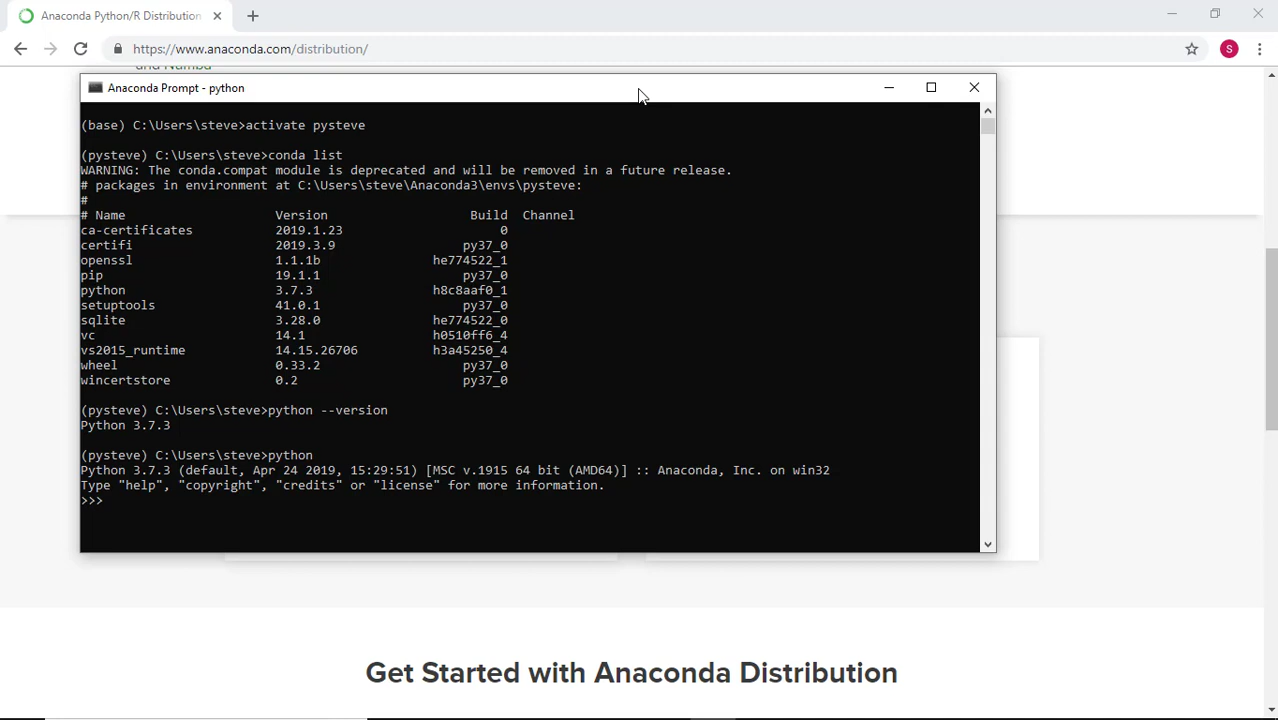 Anaconda Python/R Distribution
https://www.anaconda.com/distribution/
S
and Numba
Anaconda Prompt - python
(base) C:\Users\steve>activate pysteve
(pysteve) C:\Users\steve>conda list
WARNING: The conda.compat module is deprecated and will be removed in a future release.
# packages in environment at C:\Users\steve\Anaconda3\envs\pysteve:
#
# Name Version Build Channel
ca-certificates 2019.1.23 0
certifi 2019.3.9 py37_0
openssl 1.1.1b he774522_1
pip 19.1.1 py37_0
python 3.7.3 h8c8aaf0_1
setuptools 41.0.1 py37_0
sqlite 3.28.0 he774522_0
vc 14.1 h0510ff6_4
vs2015_runtime 14.15.26706 h3a45250_4
wheel 0.33.2 py37_0
wincertstore 0.2 py37_0
(pysteve) C:\Users\steve>python --version
Python 3.7.3
(pysteve) C:\Users\steve>python
Python 3.7.3 (default, Apr 24 2019, 15:29:51) [MSC v.1915 64 bit (AMD64)] :: Anaconda, Inc. on win32
Type "help", "copyright", "credits" or "license" for more information.
>>>
Get Started with Anaconda Distribution